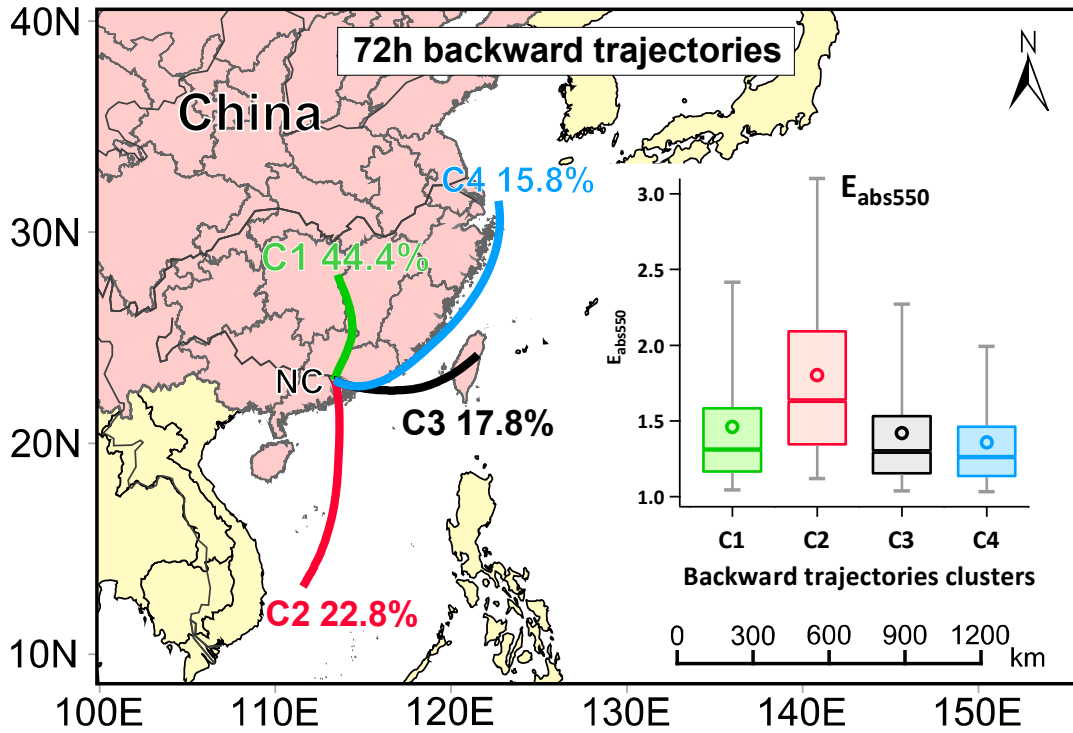 40N
30N
20N
10N
100E
110E
120E
130E
140E
150E
72h backward trajectories
N
China
C4 15.8%
C1 44.4%
NC
C3 17.8%
C2 22.8%
E_abs550
E_abs550
3.0
2.5
2.0
1.5
1.0
C1
C2
C3
C4
Backward trajectories clusters
0
300
600
900
1200
km